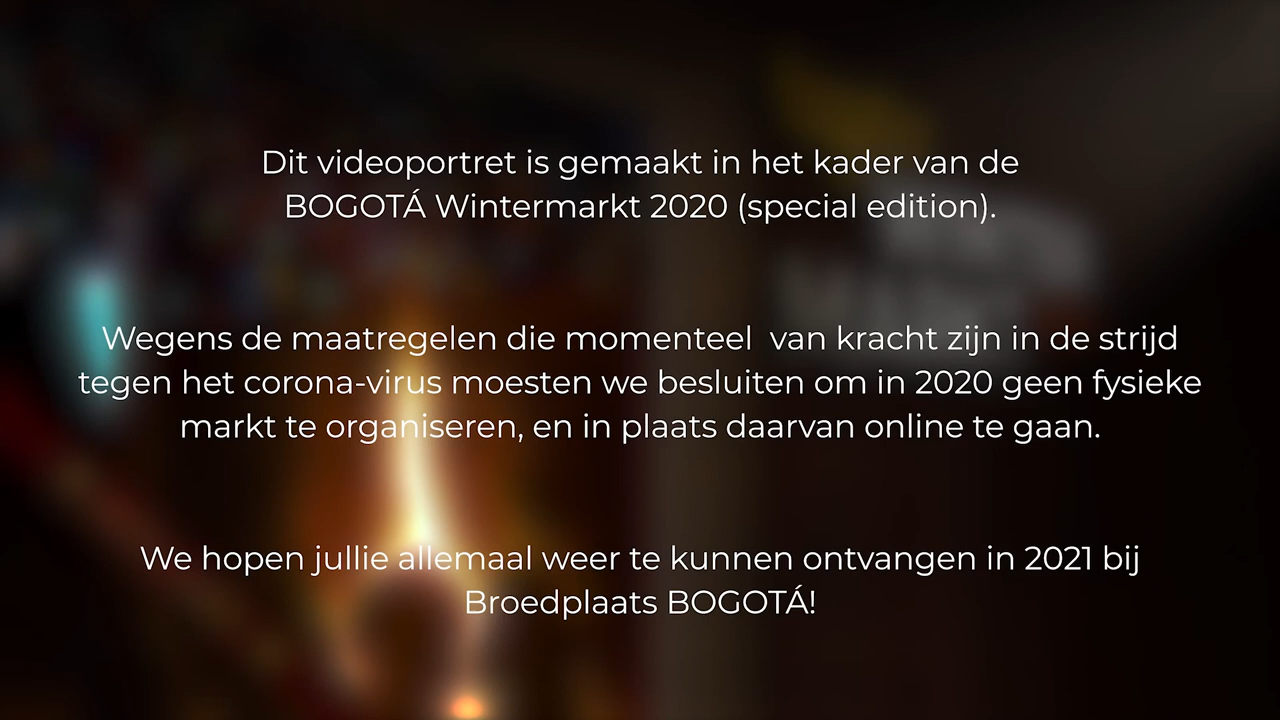 Dit videoportret is gemaakt in het kader van de
BOGOTÁ Wintermarkt 2020 (special edition).
Wegens de maatregelen die momenteel  van kracht zijn in de strijd
tegen het corona-virus moesten we besluiten om in 2020 geen fysieke
markt te organiseren, en in plaats daarvan online te gaan.
We hopen jullie allemaal weer te kunnen ontvangen in 2021 bij
Broedplaats BOGOTÁ!